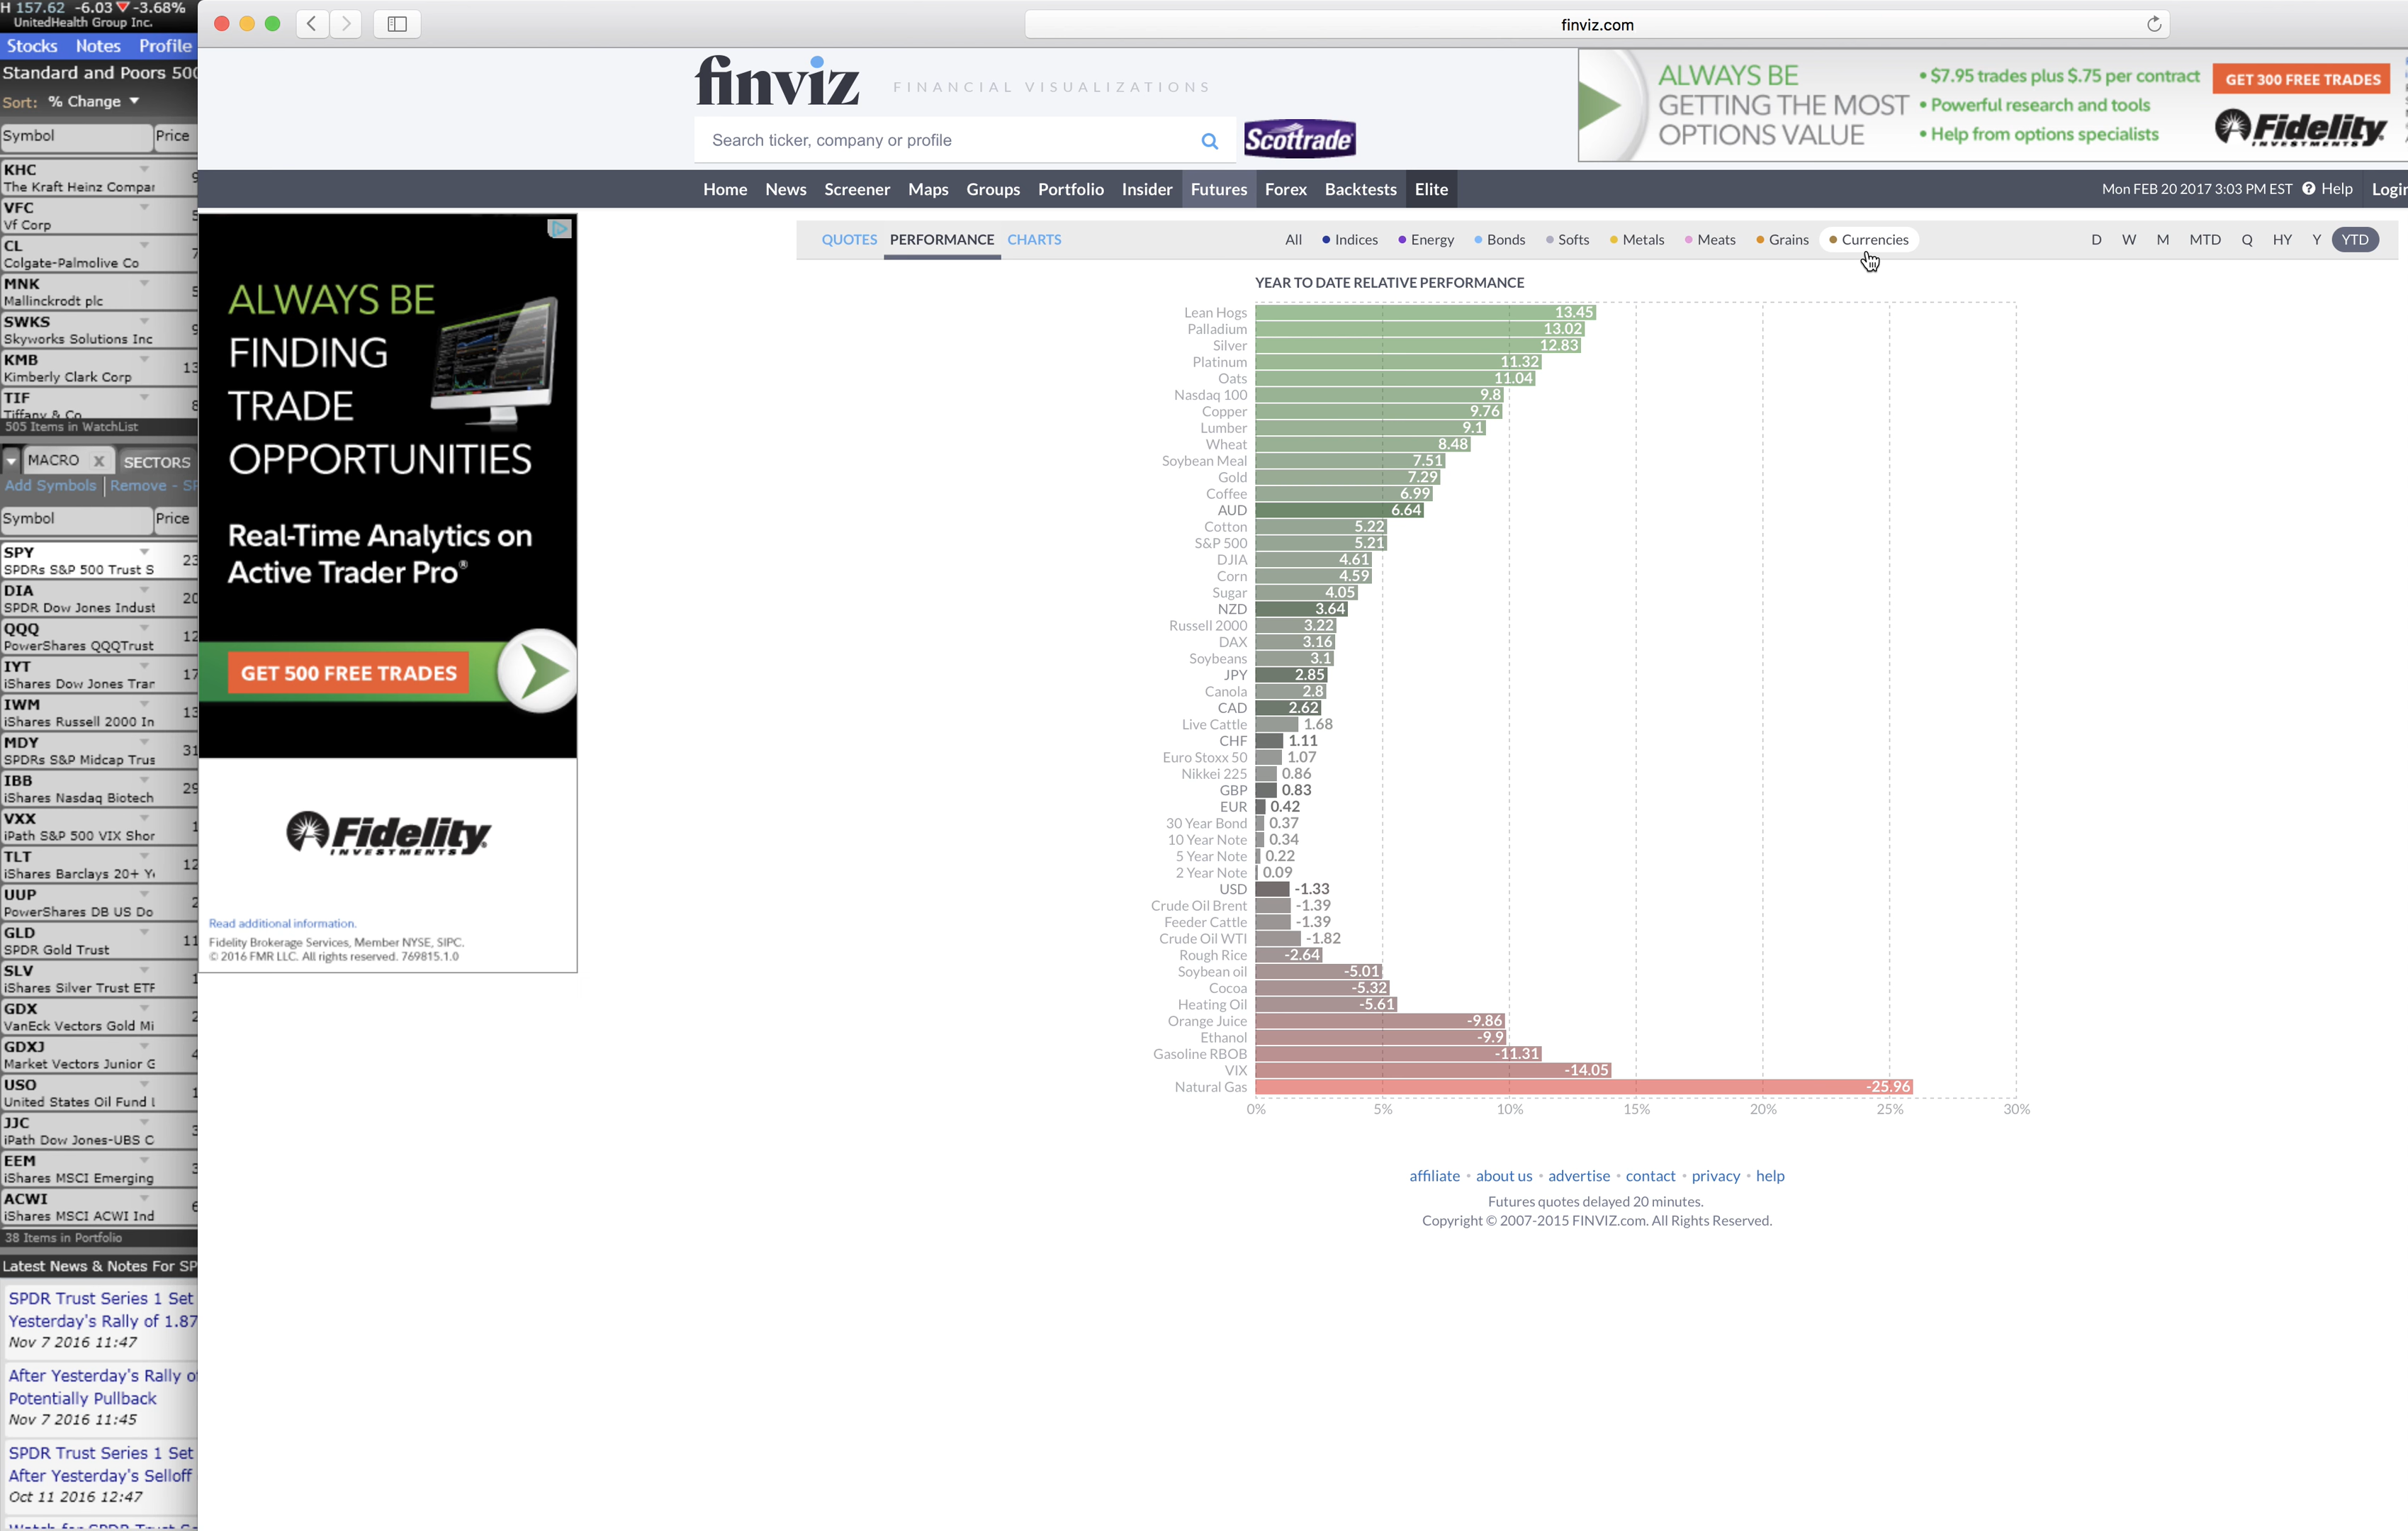 H 157.62 -6.03 -3.68%
UnitedHealth Group Inc.
Stocks Notes Profile
Standard and Poors 500
Sort: % Change
Symbol Price
KHC
The Kraft Heinz Compar
VFC
Vf Corp
CL
Colgate-Palmolive Co
MNK
Mallinckrodt plc
SWKS
Skyworks Solutions Inc
KMB
Kimberly Clark Corp
TIF
Tiffany & Co
505 Items in WatchList
MACRO X SECTORS
Add Symbols Remove - SP
Symbol Price
SPY
SPDRs S&P 500 Trust S
DIA
SPDR Dow Jones Indust
QQQ
PowerShares QQQTrust
IYT
iShares Dow Jones Trar
IWM
iShares Russell 2000 In
MDY
SPDRs S&P Midcap Trus
IBB
iShares Nasdaq Biotech
VXX
iPath S&P 500 VIX Shor
TLT
iShares Barclays 20+ Y
UUP
PowerShares DB US Do
GLD
SPDR Gold Trust
SLV
iShares Silver Trust ETF
GDX
VanEck Vectors Gold Mi
GDXJ
Market Vectors Junior G
USO
United States Oil Fund
JJC
iPath Dow Jones-UBS C
EEM
iShares MSCI Emerging
ACWI
iShares MSCI ACWI Ind
38 Items in Portfolio
Latest News & Notes For SP
SPDR Trust Series 1 Set
Yesterday's Rally of 1.87
Nov 7 2016 11:47
After Yesterday's Rally of
Potentially Pullback
Nov 7 2016 11:45
SPDR Trust Series 1 Set
After Yesterday's Selloff
Oct 11 2016 12:47
finviz.com
finviz FINANCIAL VISUALIZATIONS
Search ticker, company or profile
Scottrade
ALWAYS BE
GETTING THE MOST
OPTIONS VALUE
• $7.95 trades plus $.75 per contract
• Powerful research and tools
• Help from options specialists
GET 300 FREE TRADES
Fidelity
INVESTMENTS
Home News Screener Maps Groups Portfolio Insider Futures Forex Backtests Elite
Mon FEB 20 2017 3:03 PM EST ? Help Login
ALWAYS BE
FINDING
TRADE
OPPORTUNITIES
Real-Time Analytics on
Active Trader Pro®
GET 500 FREE TRADES
Fidelity
INVESTMENTS
Read additional information.
Fidelity Brokerage Services, Member NYSE, SIPC.
© 2016 FMR LLC. All rights reserved. 769815.1.0
QUOTES PERFORMANCE CHARTS
All Indices Energy Bonds Softs Metals Meats Grains Currencies
D W M MTD Q HY Y YTD
YEAR TO DATE RELATIVE PERFORMANCE
Lean Hogs 13.45
Palladium 13.02
Silver 12.83
Platinum 11.32
Oats 11.04
Nasdaq 100 9.8
Copper 9.76
Lumber 9.1
Wheat 8.48
Soybean Meal 7.51
Gold 7.29
Coffee 6.99
AUD 6.64
Cotton 5.22
S&P 500 5.21
DJIA 4.61
Corn 4.59
Sugar 4.05
NZD 3.64
Russell 2000 3.22
DAX 3.16
Soybeans 3.1
JPY 2.85
Canola 2.8
CAD 2.62
Live Cattle 1.68
CHF 1.11
Euro Stoxx 50 1.07
Nikkei 225 0.86
GBP 0.83
EUR 0.42
30 Year Bond 0.37
10 Year Note 0.34
5 Year Note 0.22
2 Year Note 0.09
USD -1.33
Crude Oil Brent -1.39
Feeder Cattle -1.39
Crude Oil WTI -1.82
Rough Rice -2.64
Soybean oil -5.01
Cocoa -5.32
Heating Oil -5.61
Orange Juice -9.86
Ethanol -9.9
Gasoline RBOB -11.31
VIX -14.05
Natural Gas -25.96
0% 5% 10% 15% 20% 25% 30%
affiliate • about us • advertise • contact • privacy • help
Futures quotes delayed 20 minutes.
Copyright © 2007-2015 FINVIZ.com. All Rights Reserved.